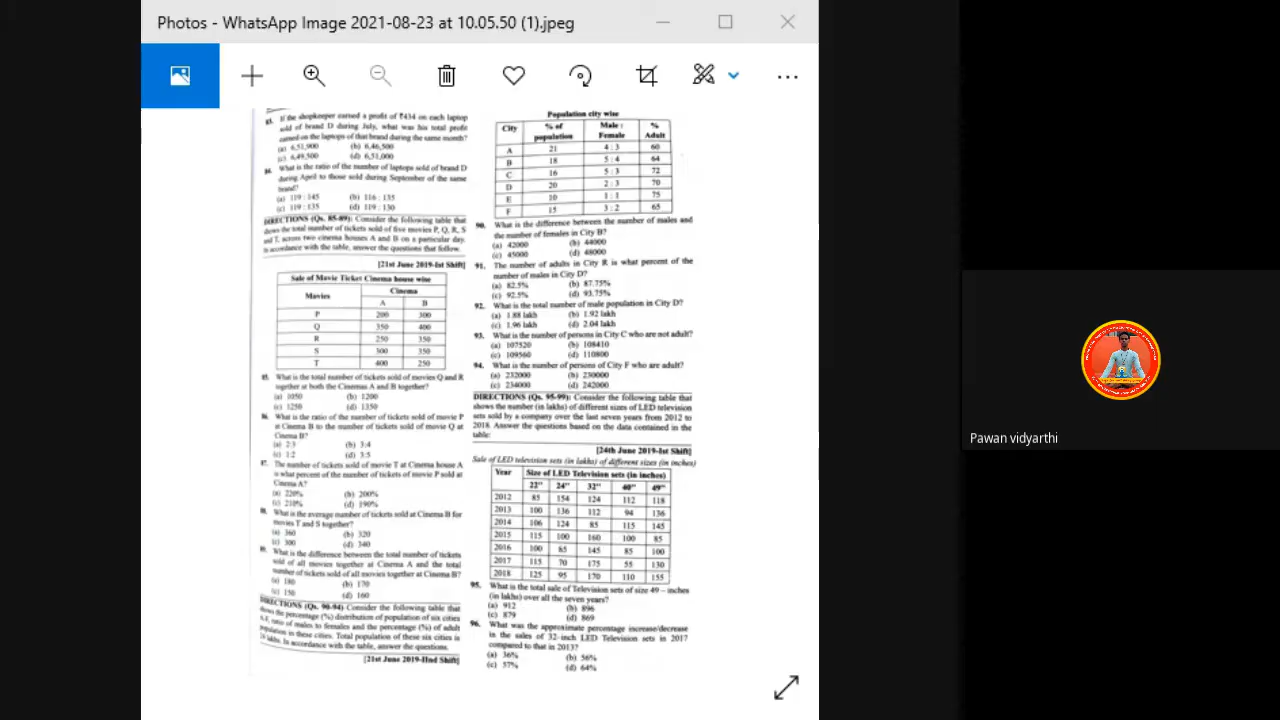 Photos - WhatsApp Image 2021-08-23 at 10.05.50 (1).jpeg
83. If the shopkeeper earned a profit of ₹434 on each laptop
sold of brand D during July, what was his total profit
earned on the laptops of that brand during the same month?
(a) 6,51,900 (b) 6,46,500
(c) 6,49,500 (d) 6,51,000
84. What is the ratio of the number of laptops sold of brand D
during April to those sold during September of the same
brand?
(a) 119 : 145 (b) 116 : 135
(c) 119 : 135 (d) 119 : 130
DIRECTIONS (Qs. 85-89): Consider the following table that
shows the total number of tickets sold of five movies P, Q, R, S
and T, across two cinema houses A and B on a particular day.
In accordance with the table, answer the questions that follow.
[21st June 2019-Ist Shift]
Sale of Movie Ticket Cinema house wise
Movies Cinema
A B
P 200 300
Q 350 400
R 250 350
S 300 350
T 400 250
85. What is the total number of tickets sold of movies Q and R
together at both the Cinemas A and B together?
(a) 1050 (b) 1200
(c) 1250 (d) 1350
86. What is the ratio of the number of tickets sold of movie P
at Cinema B to the number of tickets sold of movie Q at
Cinema B?
(a) 2:3 (b) 3:4
(c) 1:2 (d) 3:5
87. The number of tickets sold of movie T at Cinema house A
is what percent of the number of tickets of movie P sold at
Cinema A?
(a) 220% (b) 200%
(c) 210% (d) 190%
88. What is the average number of tickets sold at Cinema B for
movies T and S together?
(a) 360 (b) 320
(c) 300 (d) 340
89. What is the difference between the total number of tickets
sold of all movies together at Cinema A and the total
number of tickets sold of all movies together at Cinema B?
(a) 180 (b) 170
(c) 150 (d) 160
DIRECTIONS (Qs. 90-94) Consider the following table that
shows the percentage (%) distribution of population of six cities
ratio of males to females and the percentage (%) of adult
population in these cities. Total population of these six cities is
lakhs. In accordance with the table, answer the questions.
[21st June 2019-IInd Shift]
Population city wise
City % of population Male : Female % Adult
A 21 4 : 3 60
B 18 5 : 4 64
C 16 5 : 3 72
D 20 2 : 3 70
E 10 1 : 1 75
F 15 3 : 2 65
90. What is the difference between the number of males and
the number of females in City B?
(a) 42000 (b) 44000
(c) 45000 (d) 48000
91. The number of adults in City R is what percent of the
number of males in City D?
(a) 82.5% (b) 87.75%
(c) 92.5% (d) 93.75%
92. What is the total number of male population in City D?
(a) 1.88 lakh (b) 1.92 lakh
(c) 1.96 lakh (d) 2.04 lakh
93. What is the number of persons in City C who are not adult?
(a) 107520 (b) 108410
(c) 109560 (d) 110800
94. What is the number of persons of City F who are adult?
(a) 232000 (b) 230000
(c) 234000 (d) 242000
DIRECTIONS (Qs. 95-99): Consider the following table that
shows the number (in lakhs) of different sizes of LED television
sets sold by a company over the last seven years from 2012 to
2018. Answer the questions based on the data contained in the
table:
[24th June 2019-Ist Shift]
Sale of LED television sets (in lakhs) of different sizes (in inches)
Year Size of LED Television sets (in inches)
22" 24" 32" 40" 49"
2012 85 154 124 112 118
2013 100 136 112 94 136
2014 106 124 85 115 145
2015 115 100 160 100 85
2016 100 85 145 85 100
2017 115 70 175 55 130
2018 125 95 170 110 155
95. What is the total sale of Television sets of size 49 – inches
(in lakhs) over all the seven years?
(a) 912 (b) 896
(c) 879 (d) 869
96. What was the approximate percentage increase/decrease
in the sales of 32-inch LED Television sets in 2017
compared to that in 2013?
(a) 36% (b) 56%
(c) 57% (d) 64%
Pawan vidyarthi